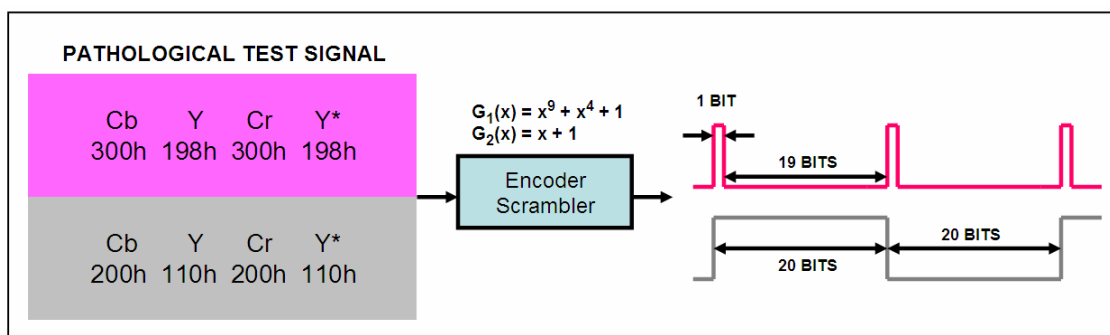 PATHOLOGICAL TEST SIGNAL
Cb Y Cr Y*
300h 198h 300h 198h
Cb Y Cr Y*
200h 110h 200h 110h
G₁(x) = x⁹ + x⁴ + 1
G₂(x) = x + 1
Encoder
Scrambler
1 BIT
19 BITS
20 BITS
20 BITS